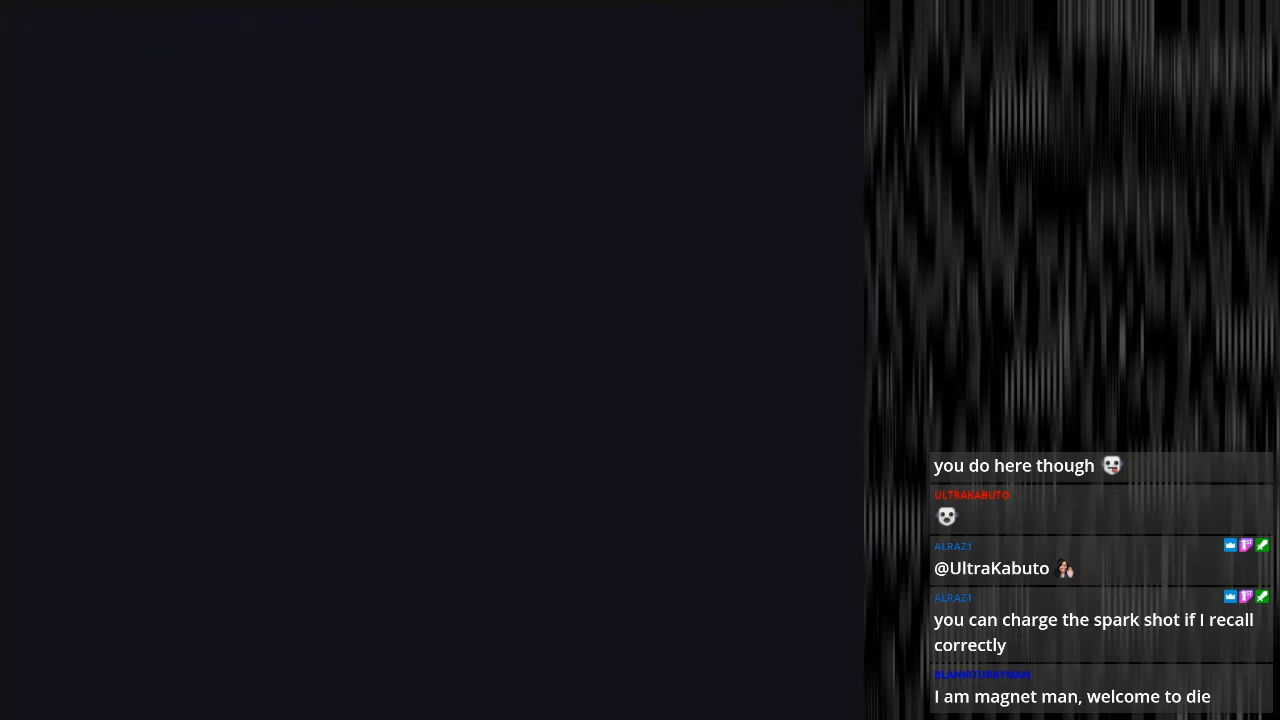 you do here though
ULTRAKABUTO
ALRAZ1
@UltraKabuto
ALRAZ1
you can charge the spark shot if I recall
correctly
BLANKITURAYMAN
I am magnet man, welcome to die